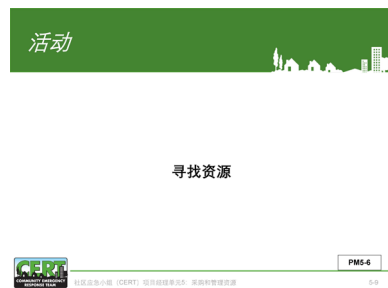 活动
寻找资源
PM5-6
CERT
COMMUNITY EMERGENCY
RESPONSE TEAM
社区应急小组（CERT）项目经理单元5：采购和管理资源
5-9